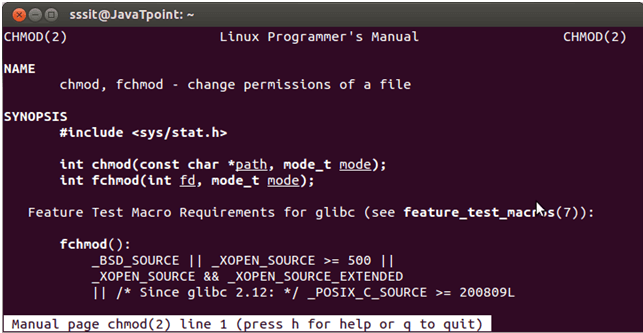 sssit@JavaTpoint: ~
CHMOD(2) Linux Programmer's Manual CHMOD(2)
NAME
chmod, fchmod - change permissions of a file
SYNOPSIS
#include <sys/stat.h>
int chmod(const char *path, mode_t mode);
int fchmod(int fd, mode_t mode);
Feature Test Macro Requirements for glibc (see feature_test_macros(7)):
fchmod():
_BSD_SOURCE || _XOPEN_SOURCE >= 500 ||
_XOPEN_SOURCE && _XOPEN_SOURCE_EXTENDED
|| /* Since glibc 2.12: */ _POSIX_C_SOURCE >= 200809L
Manual page chmod(2) line 1 (press h for help or q to quit)